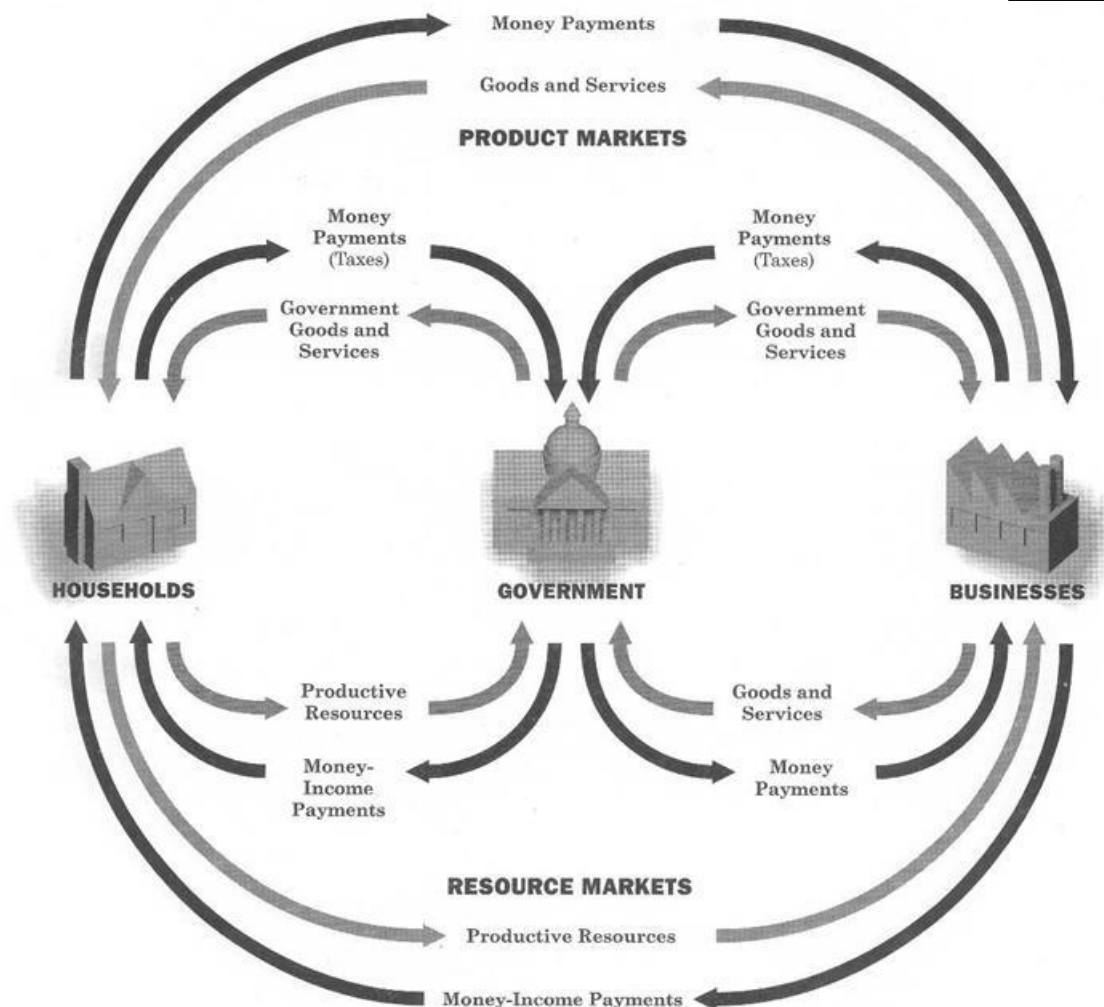 Money Payments
Goods and Services
PRODUCT MARKETS
Money
Payments
(Taxes)
Government
Goods and
Services
Money
Payments
(Taxes)
Government
Goods and
Services
HOUSEHOLDS
GOVERNMENT
BUSINESSES
Productive
Resources
Money-
Income
Payments
Goods and
Services
Money
Payments
RESOURCE MARKETS
Productive Resources
Money-Income Payments